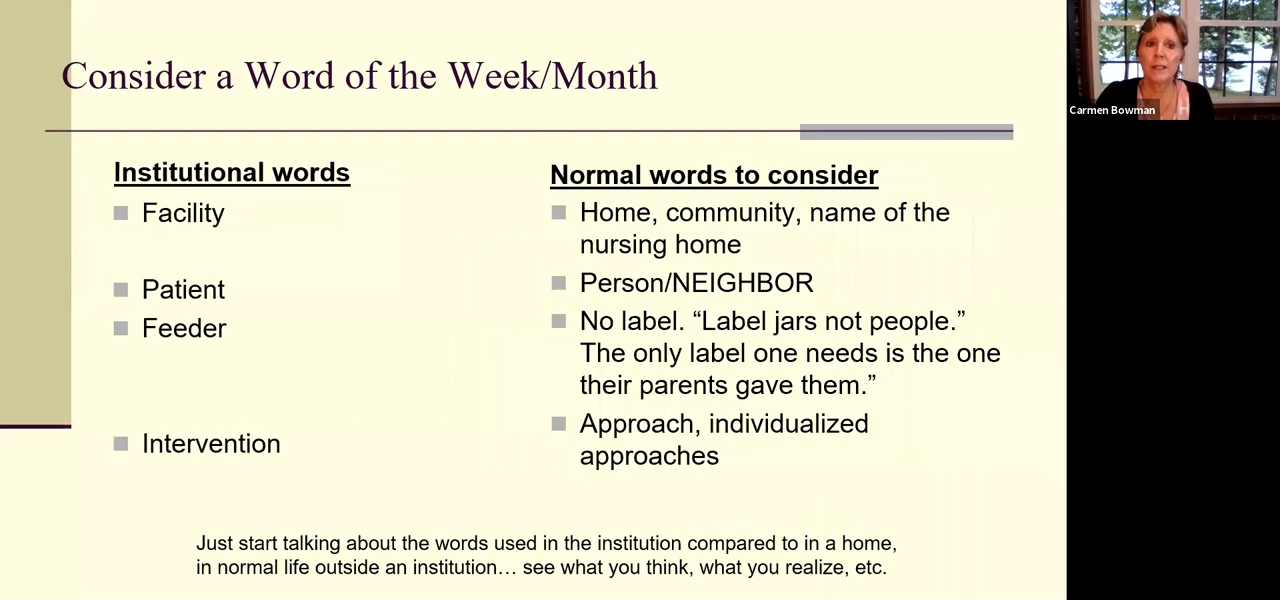 Consider a Word of the Week/Month
Institutional words
Facility
Patient
Feeder
Intervention
Normal words to consider
Home, community, name of the
nursing home
Person/NEIGHBOR
No label. “Label jars not people.”
The only label one needs is the one
their parents gave them.”
Approach, individualized
approaches
Just start talking about the words used in the institution compared to in a home,
in normal life outside an institution… see what you think, what you realize, etc.
Carmen Bowman